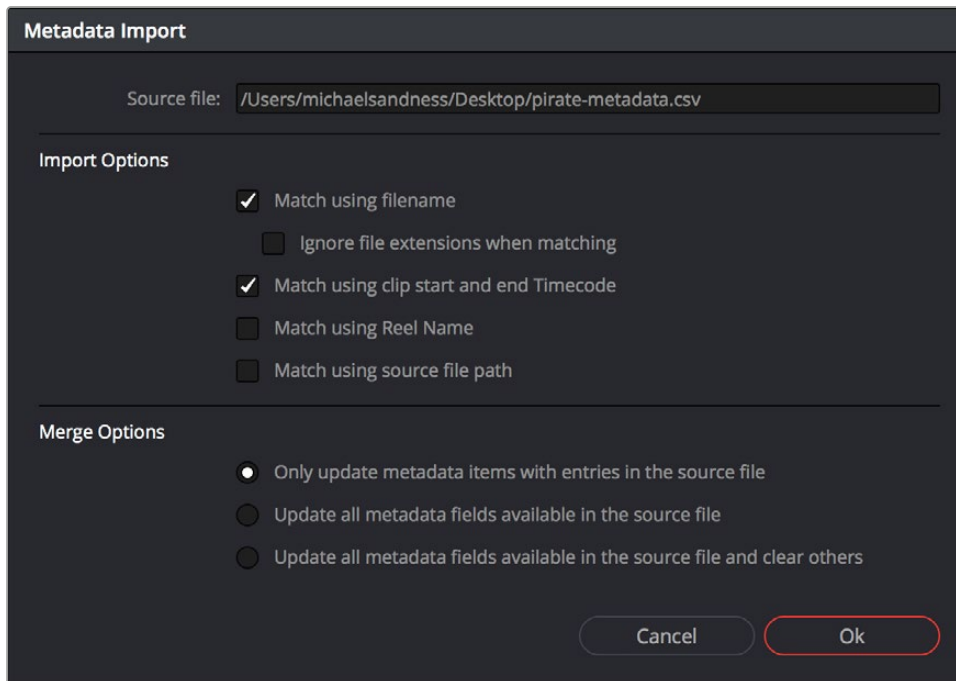 Metadata Import
Source file: /Users/michaelsandness/Desktop/pirate-metadata.csv
Import Options
Match using filename
Ignore file extensions when matching
Match using clip start and end Timecode
Match using Reel Name
Match using source file path
Merge Options
Only update metadata items with entries in the source file
Update all metadata fields available in the source file
Update all metadata fields available in the source file and clear others
Cancel Ok